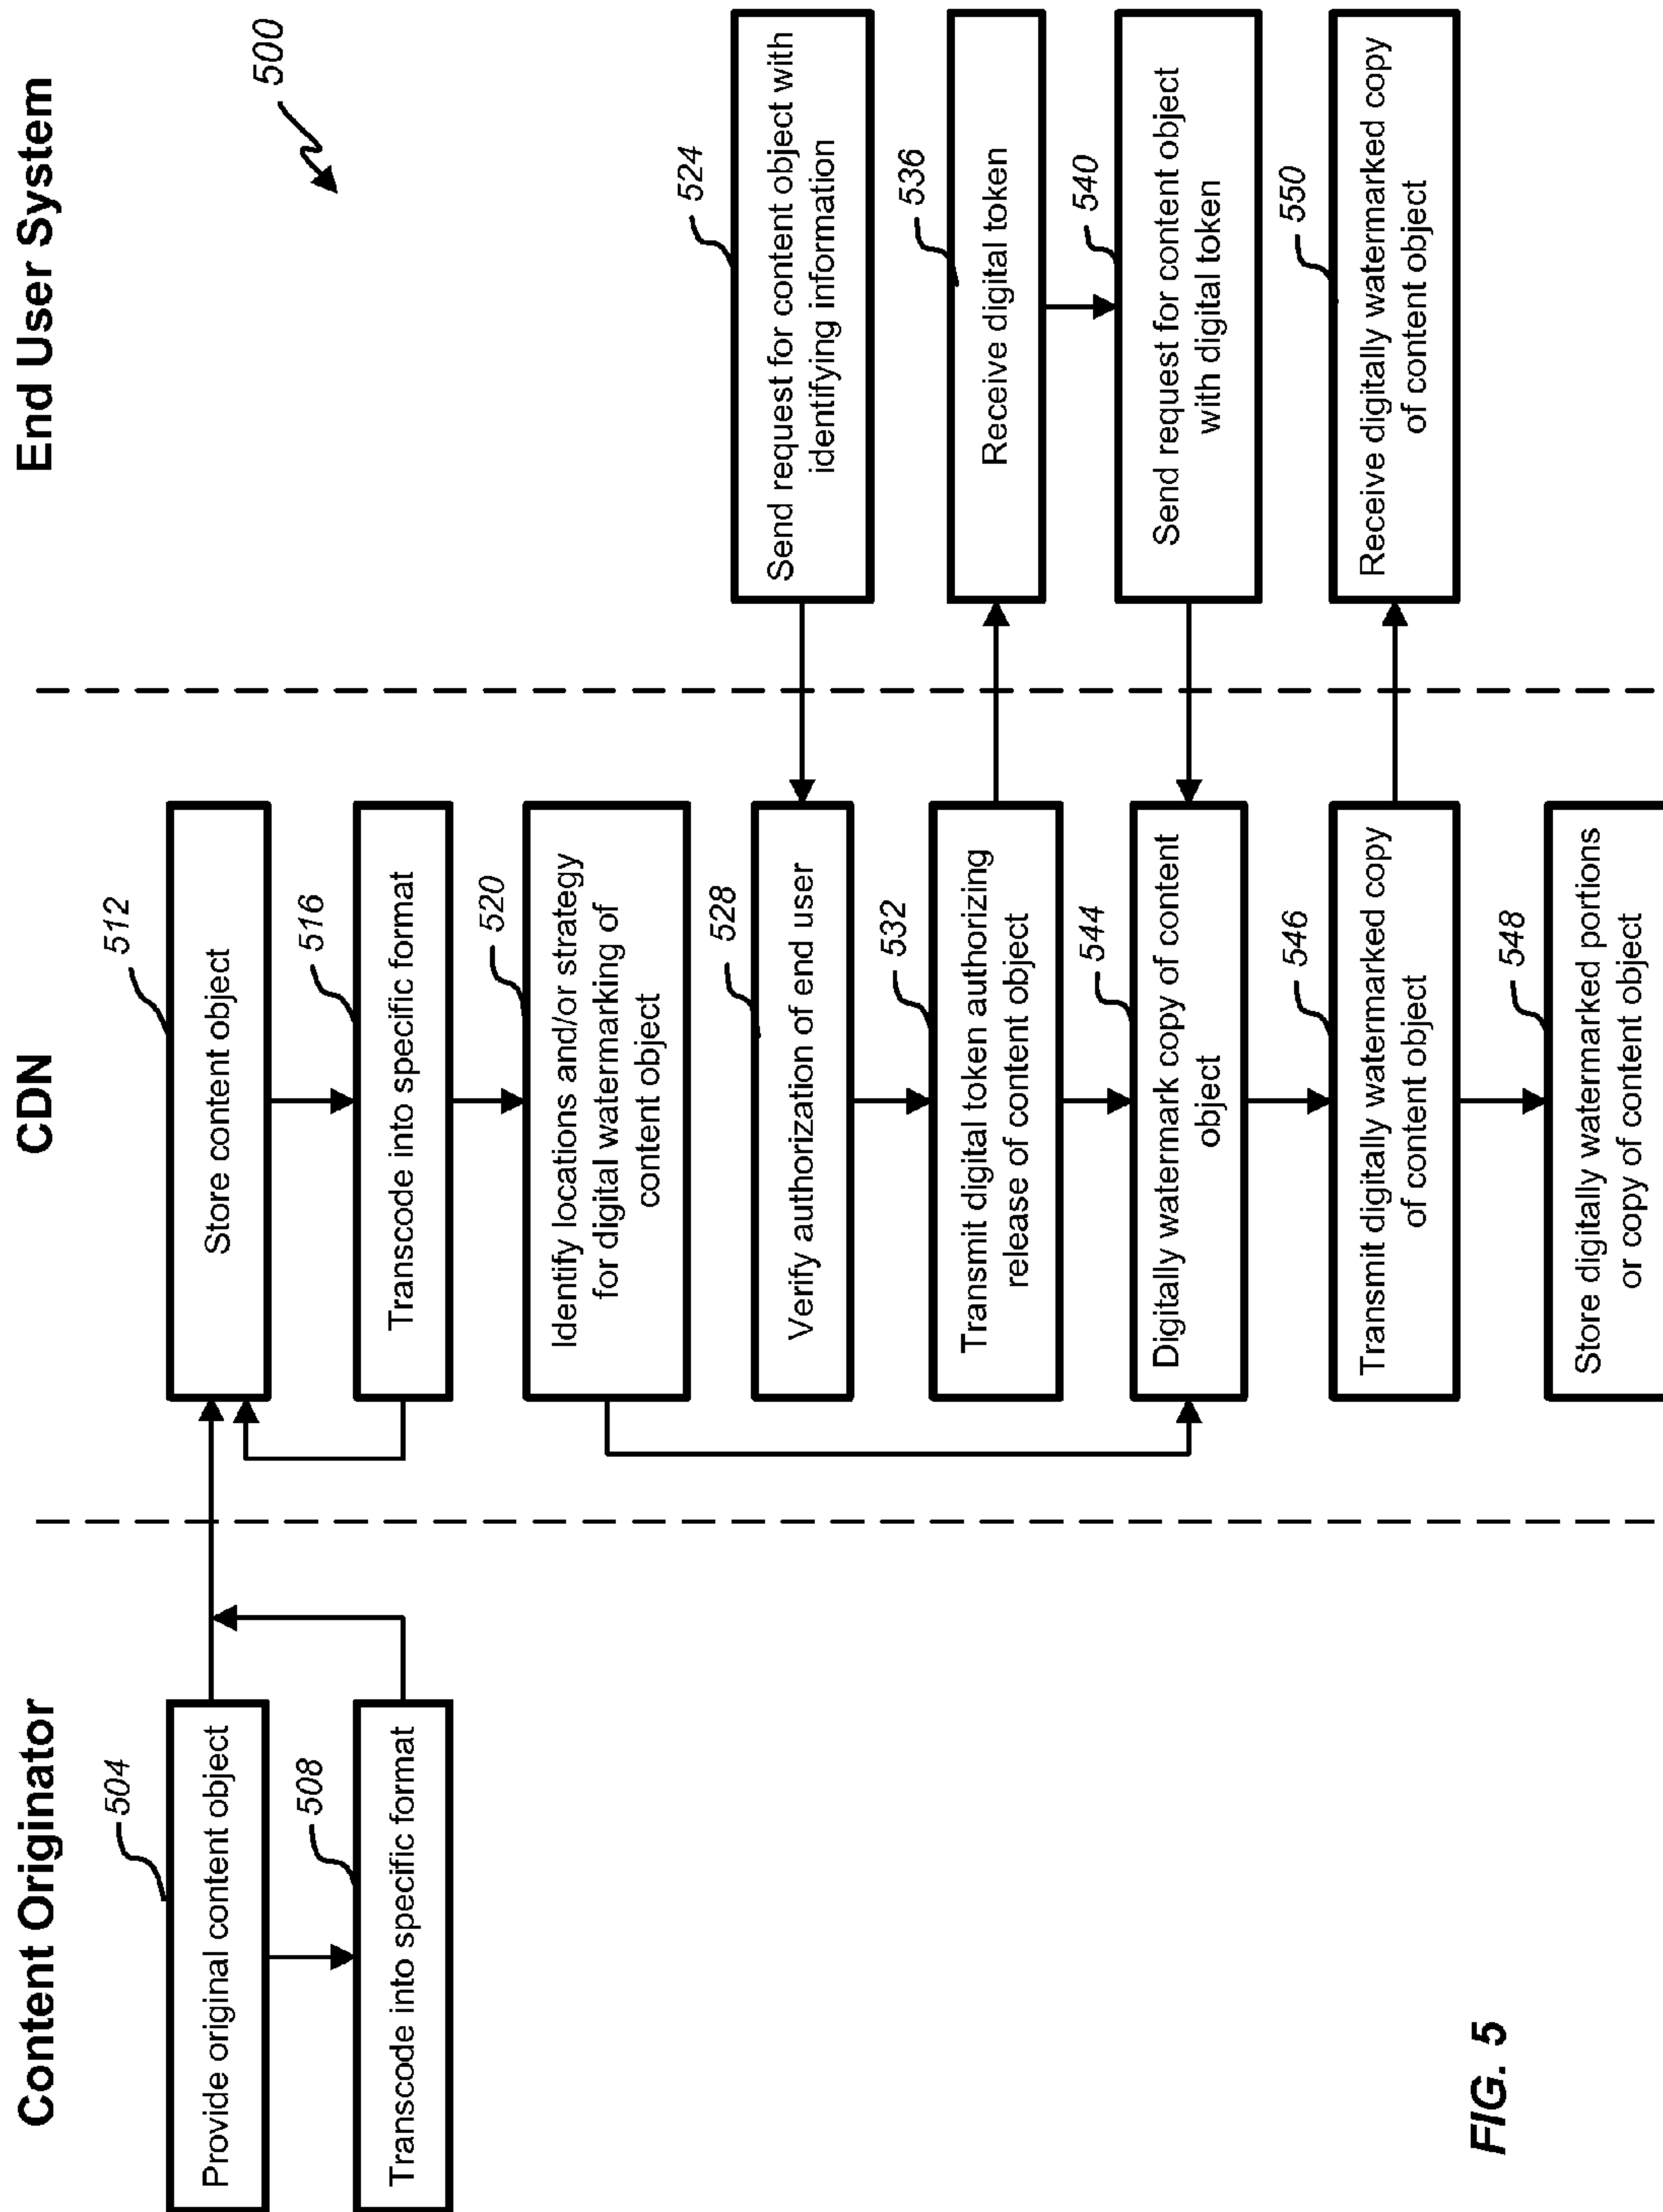 Content Originator
CDN
End User System
500
504
Provide original content object
508
Transcode into specific format
512
Store content object
516
Transcode into specific format
520
Identify locations and/or strategy
for digital watermarking of
content object
524
Send request for content object with
identifying information
528
Verify authorization of end user
532
Transmit digital token authorizing
release of content object
536
Receive digital token
540
Send request for content object
with digital token
544
Digitally watermark copy of content
object
546
Transmit digitally watermarked copy
of content object
550
Receive digitally watermarked copy
of content object
548
Store digitally watermarked portions
or copy of content object
FIG. 5